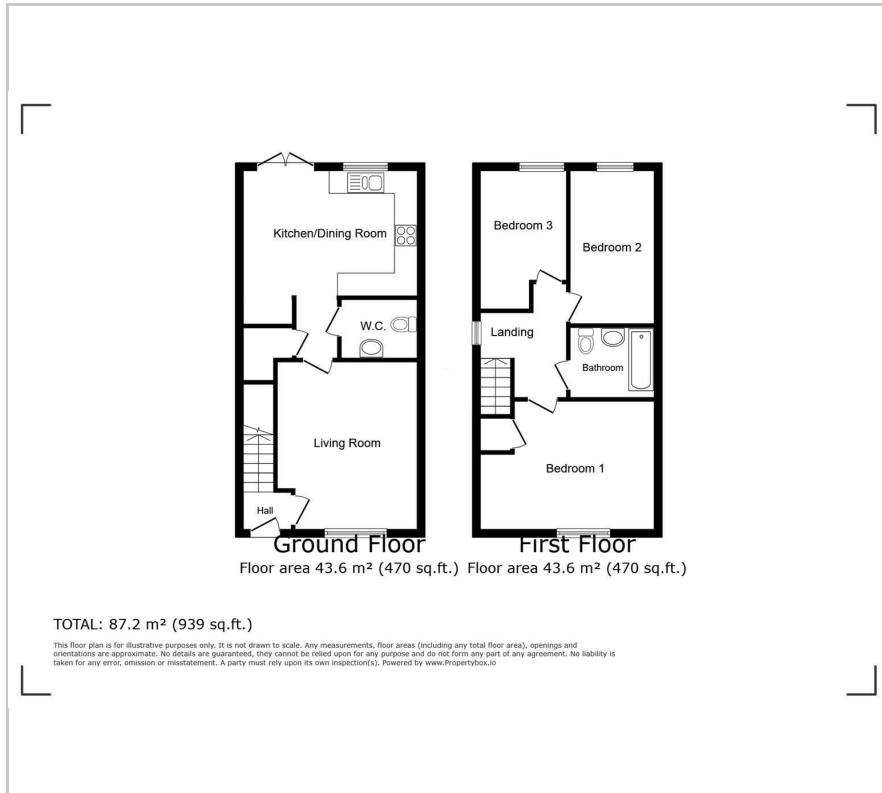 Kitchen/Dining Room
W.C.
Living Room
Hall
Ground Floor
Floor area 43.6 m² (470 sq.ft.)
Bedroom 3
Bedroom 2
Landing
Bathroom
Bedroom 1
First Floor
Floor area 43.6 m² (470 sq.ft.)
TOTAL: 87.2 m² (939 sq.ft.)
This floor plan is for illustrative purposes only. It is not drawn to scale. Any measurements, floor areas (including any total floor area), openings and
orientations are approximate. No details are guaranteed, they cannot be relied upon for any purpose and do not form any part of any agreement. No liability is
taken for any error, omission or misstatement. A party must rely upon its own inspection(s). Powered by www.Propertybox.io